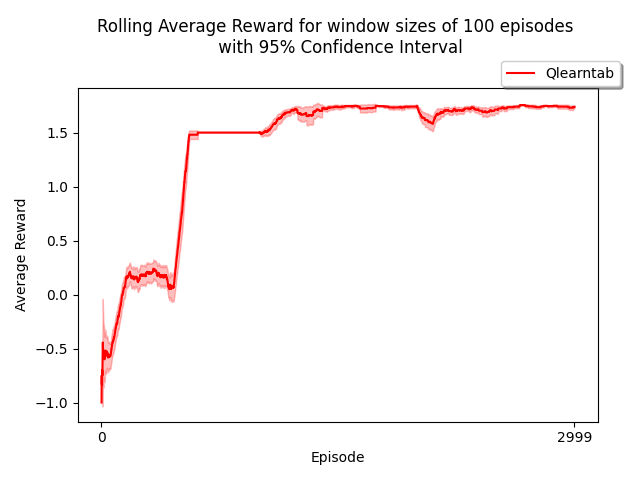 Rolling Average Reward for window sizes of 100 episodes
with 95% Confidence Interval
Qlearntab
1.5
1.0
0.5
0.0
−0.5
−1.0
Average Reward
0
2999
Episode